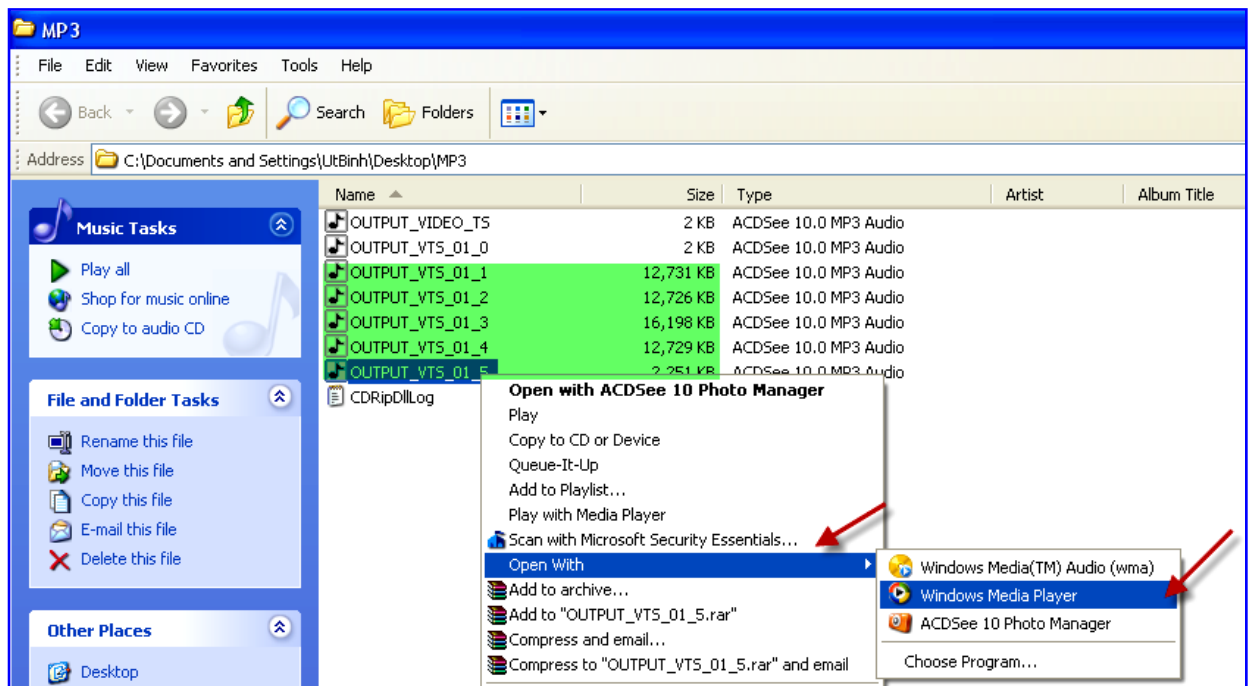 MP3
File Edit View Favorites Tools Help
Back Search Folders
Address C:\Documents and Settings\UtBinh\Desktop\MP3
Music Tasks
Play all
Shop for music online
Copy to audio CD
File and Folder Tasks
Rename this file
Move this file
Copy this file
E-mail this file
Delete this file
Other Places
Desktop
Name Size Type Artist Album Title
OUTPUT_VIDEO_TS 2 KB ACDSee 10.0 MP3 Audio
OUTPUT_VTS_01_0 2 KB ACDSee 10.0 MP3 Audio
OUTPUT_VTS_01_1 12,731 KB ACDSee 10.0 MP3 Audio
OUTPUT_VTS_01_2 12,726 KB ACDSee 10.0 MP3 Audio
OUTPUT_VTS_01_3 16,198 KB ACDSee 10.0 MP3 Audio
OUTPUT_VTS_01_4 12,729 KB ACDSee 10.0 MP3 Audio
OUTPUT_VTS_01_5 2,251 KB ACDSee 10.0 MP3 Audio
CDRipDllLog
Open with ACDSee 10 Photo Manager
Play
Copy to CD or Device
Queue-It-Up
Add to Playlist...
Play with Media Player
Scan with Microsoft Security Essentials...
Open With
Add to archive...
Add to "OUTPUT_VTS_01_5.rar"
Compress and email...
Compress to "OUTPUT_VTS_01_5.rar" and email
Windows Media(TM) Audio (wma)
Windows Media Player
ACDSee 10 Photo Manager
Choose Program...